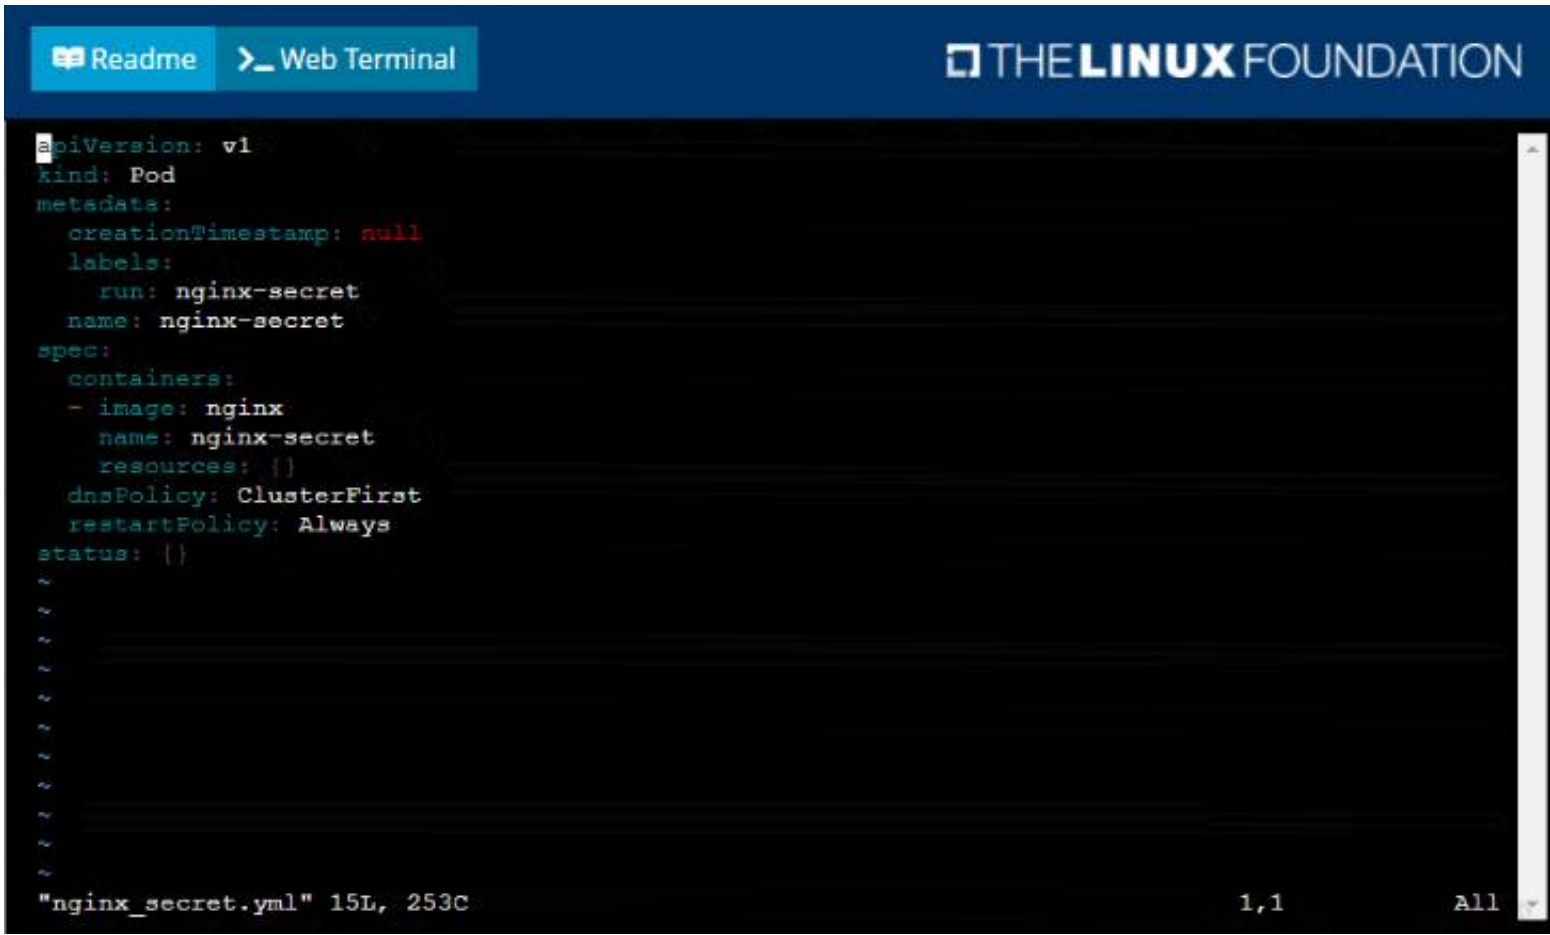 Readme >_ Web Terminal THE LINUX FOUNDATION
apiVersion: v1
kind: Pod
metadata:
  creationTimestamp: null
  labels:
    run: nginx-secret
  name: nginx-secret
spec:
  containers:
  - image: nginx
    name: nginx-secret
    resources: {}
  dnsPolicy: ClusterFirst
  restartPolicy: Always
status: {}
~
~
~
~
~
~
~
~
~
~
~
"nginx_secret.yml" 15L, 253C 1,1 All